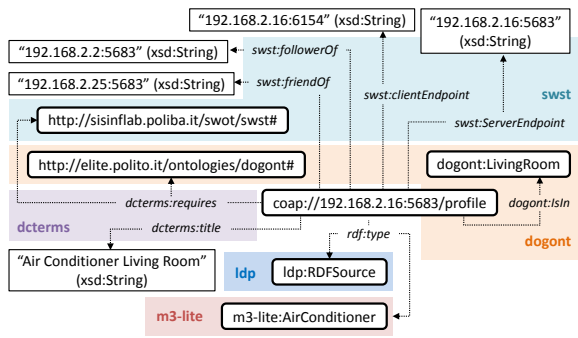 “192.168.2.16:6154” (xsd:String)
“192.168.2.16:5683”
(xsd:String)
“192.168.2.2:5683” (xsd:String)
swst:followerOf
“192.168.2.25:5683” (xsd:String)
swst:friendOf
swst:clientEndpoint
swst
http://sisinflab.poliba.it/swot/swst#
swst:ServerEndpoint
http://elite.polito.it/ontologies/dogont#
dogont:LivingRoom
dcterms:requires
coap://192.168.2.16:5683/profile
dogont:IsIn
dcterms
dcterms:title
rdf:type
dogont
“Air Conditioner Living Room”
(xsd:String)
ldp
ldp:RDFSource
m3-lite
m3-lite:AirConditioner